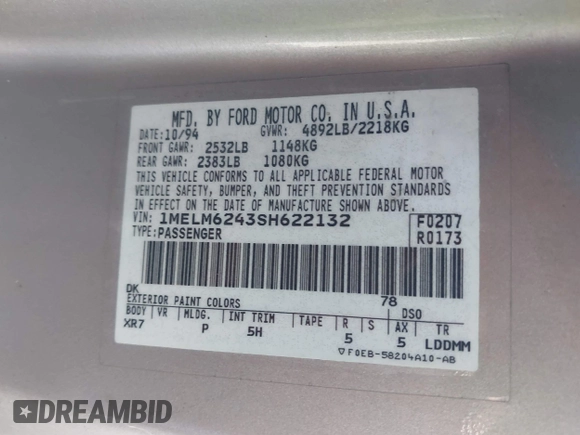 MFD. BY FORD MOTOR CO. IN U.S.A.
DATE: 10/94 GVWR: 4892LB/2218KG
FRONT GAWR: 2532LB 1148KG
REAR GAWR: 2383LB 1080KG
THIS VEHICLE CONFORMS TO ALL APPLICABLE FEDERAL MOTOR
VEHICLE SAFETY, BUMPER, AND THEFT PREVENTION STANDARDS
IN EFFECT ON THE DATE OF MANUFACTURE SHOWN ABOVE.
VIN: 1MELM6243SH622132 F0207
TYPE: PASSENGER R0173
DK 78
EXTERIOR PAINT COLORS DSO
BODY VR MLDG. INT TRIM TAPE R S AX TR
XR7 P 5H 5 5 LDDMM
▽F0EB-58204A10-AB
DREAMBID